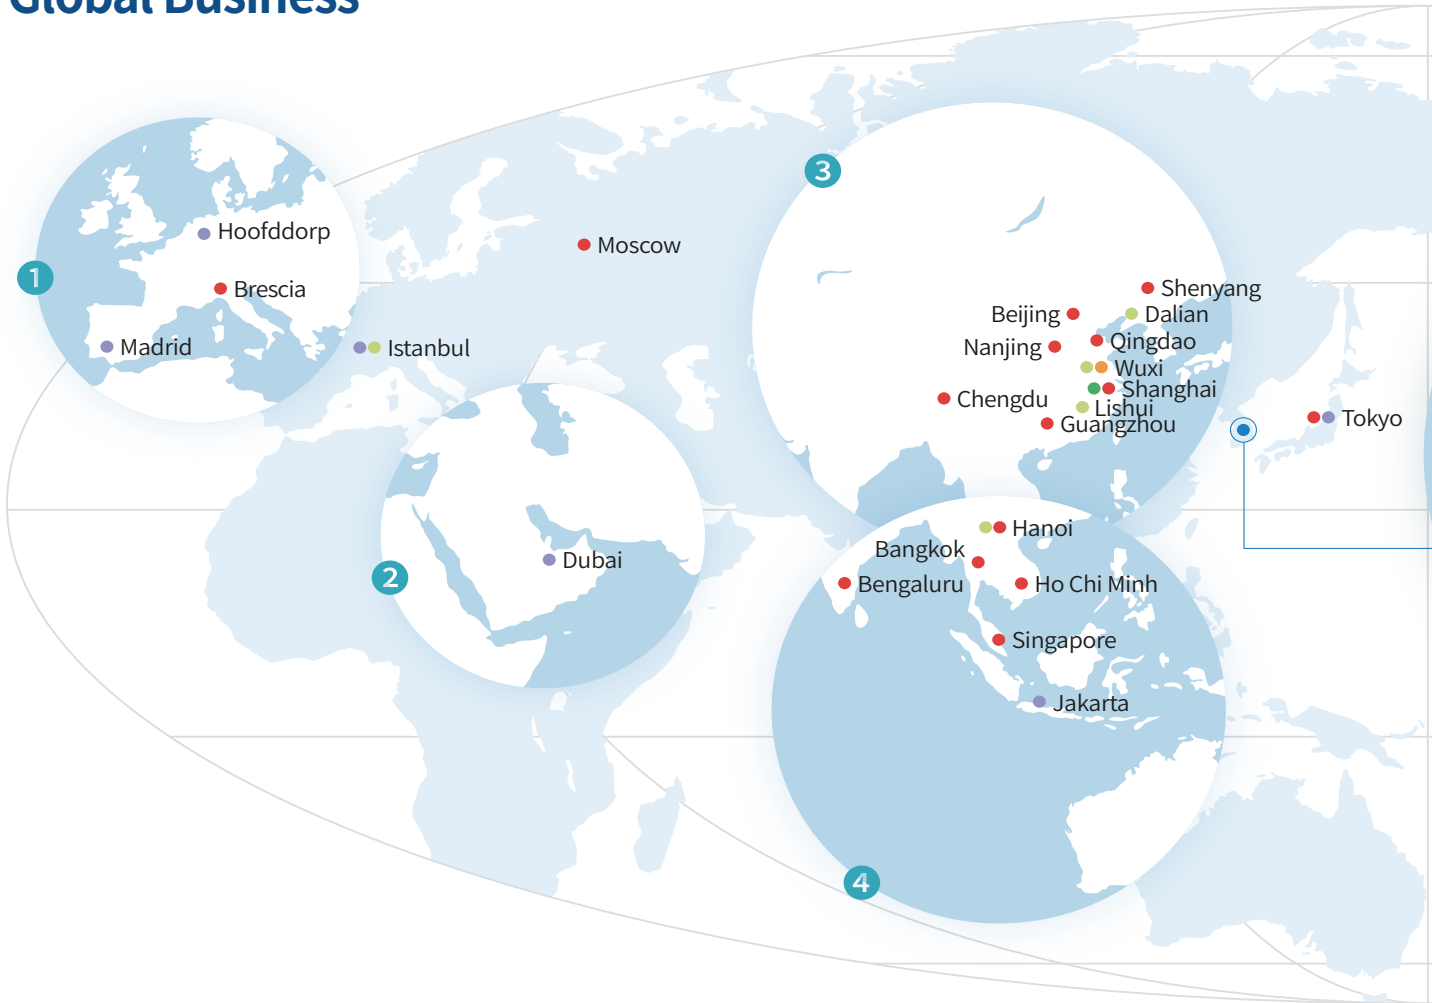 Global Business
1
Hoofddorp
Brescia
Madrid
Istanbul
Moscow
2
Dubai
3
Shenyang
Beijing
Dalian
Nanjing
Qingdao
Wuxi
Shanghai
Chengdu
Lishui
Guangzhou
Tokyo
4
Hanoi
Bangkok
Bengaluru
Ho Chi Minh
Singapore
Jakarta